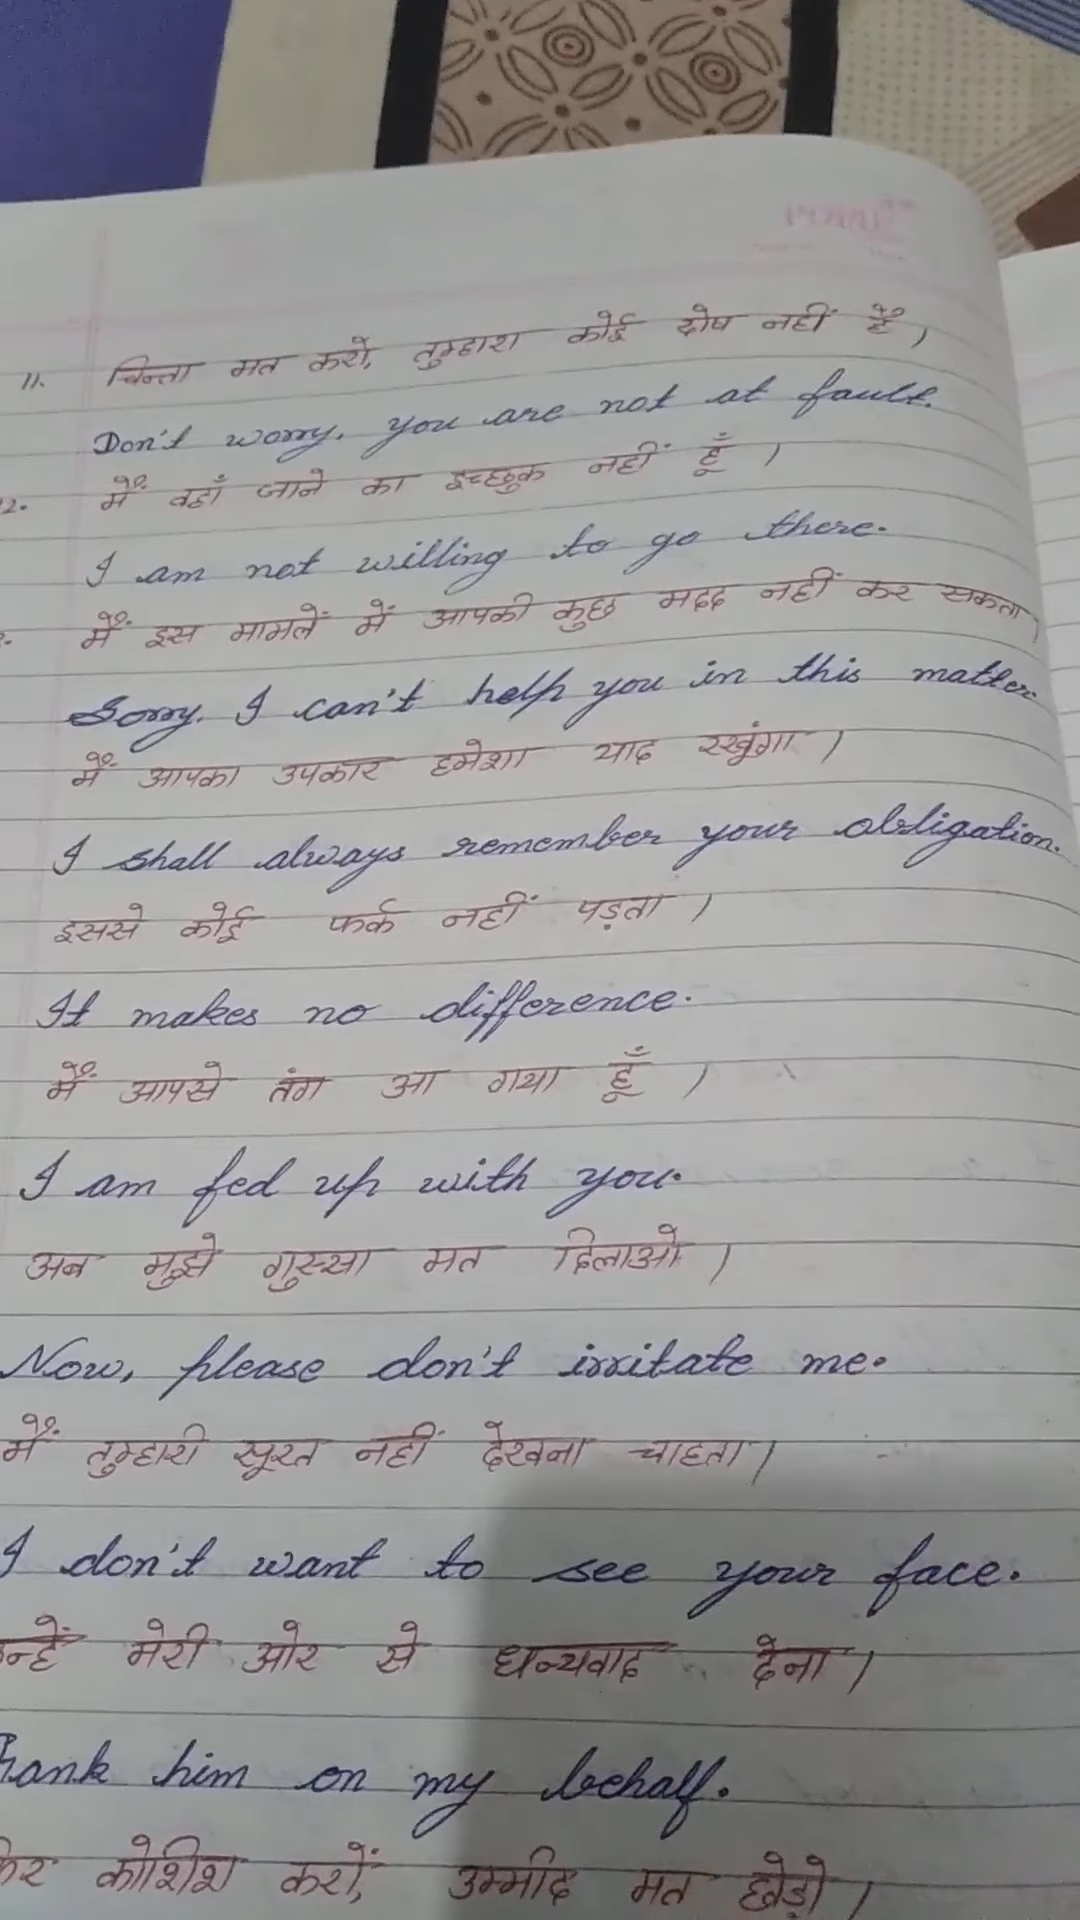 11. चिन्ता मत करो, तुम्हारा कोई दोष नहीं है।
Don't worry, you are not at fault.
2. मैं वहाँ जाने का इच्छुक नहीं हूँ।
I am not willing to go there.
मैं इस मामलें में आपकी कुछ मदद नहीं कर सकता।
Sorry, I can't help you in this matter.
मैं आपका उपकार हमेशा याद रखूंगा।
I shall always remember your obligation.
इससे कोई फर्क नहीं पड़ता।
It makes no difference.
मैं आपसे तंग आ गया हूँ।
I am fed up with you.
अब मुझे गुस्सा मत दिलाओ।
Now, please don't irritate me.
मैं तुम्हारी सूरत नहीं देखना चाहता।
I don't want to see your face.
न्हें मेरी ओर से धन्यवाद देना।
hank him on my behalf.
कोशिश करों, उम्मीद मत छोड़ो।